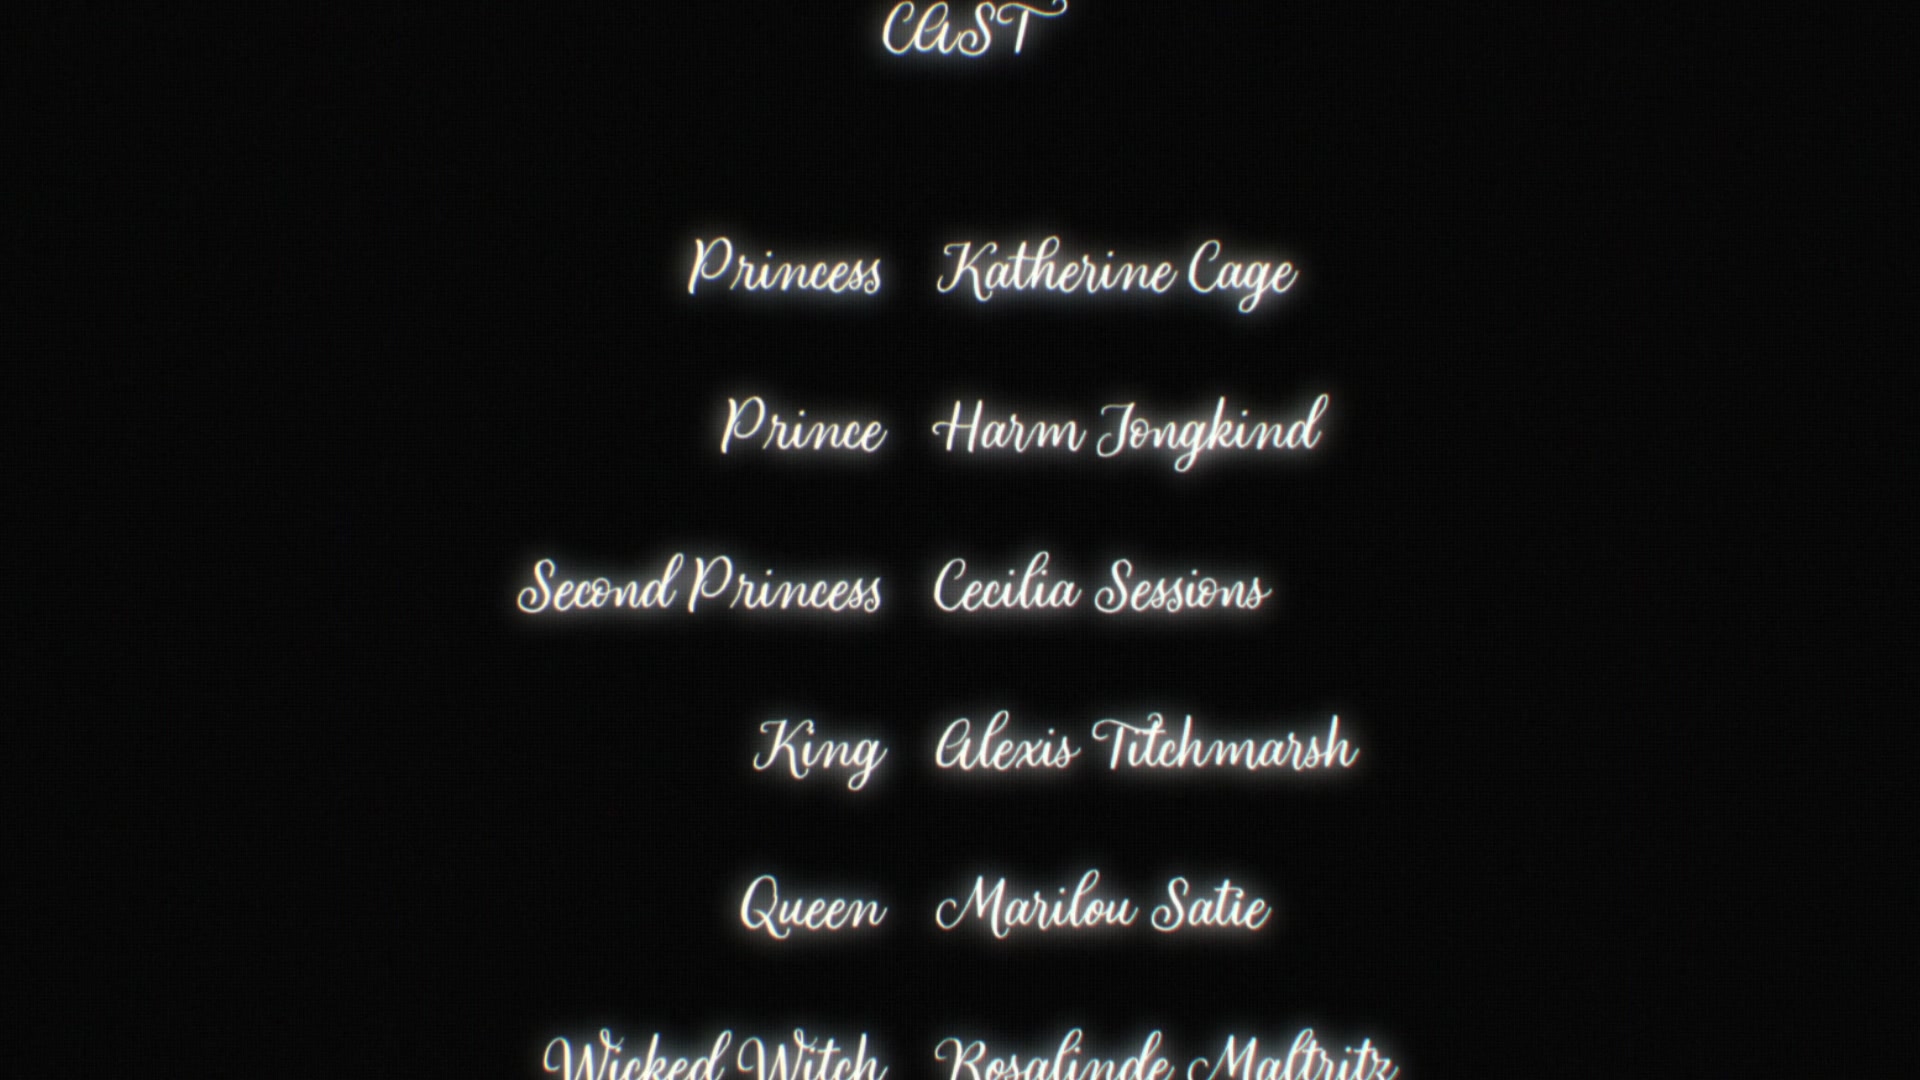 CAST
Princess Katherine Cage
Prince Harm Jongkind
Second Princess Cecilia Sessions
King Alexis Titchmarsh
Queen Marilou Satie
Wicked Witch Rosalinde Maltritz